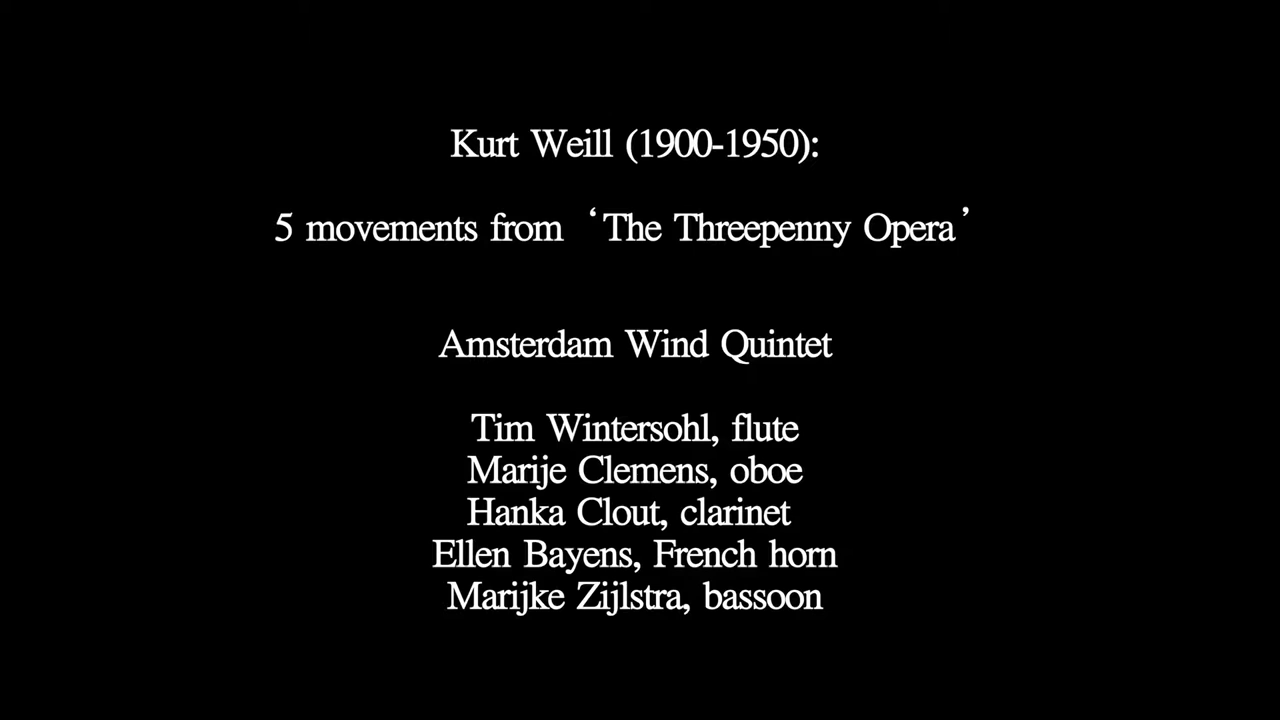 Kurt Weill (1900-1950):
5 movements from ‘The Threepenny Opera’
Amsterdam Wind Quintet
Tim Wintersohl, flute
Marije Clemens, oboe
Hanka Clout, clarinet
Ellen Bayens, French horn
Marijke Zijlstra, bassoon